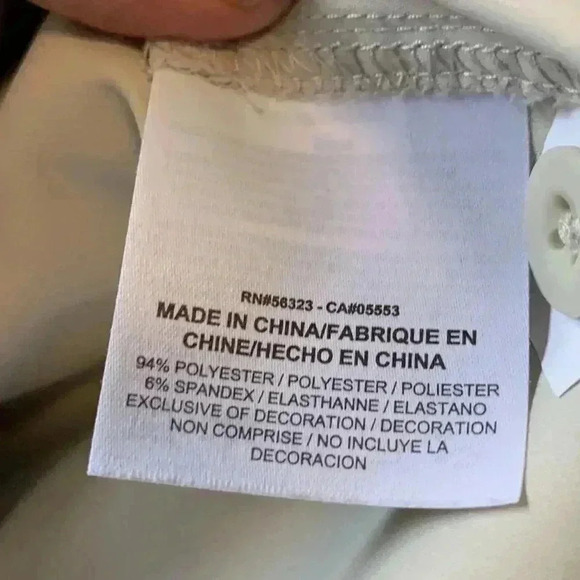 RN#56323 - CA#05553
MADE IN CHINA/FABRIQUE EN
CHINE/HECHO EN CHINA
94% POLYESTER / POLYESTER / POLIESTER
6% SPANDEX / ELASTHANNE / ELASTANO
EXCLUSIVE OF DECORATION / DECORATION
NON COMPRISE / NO INCLUYE LA
DECORACION